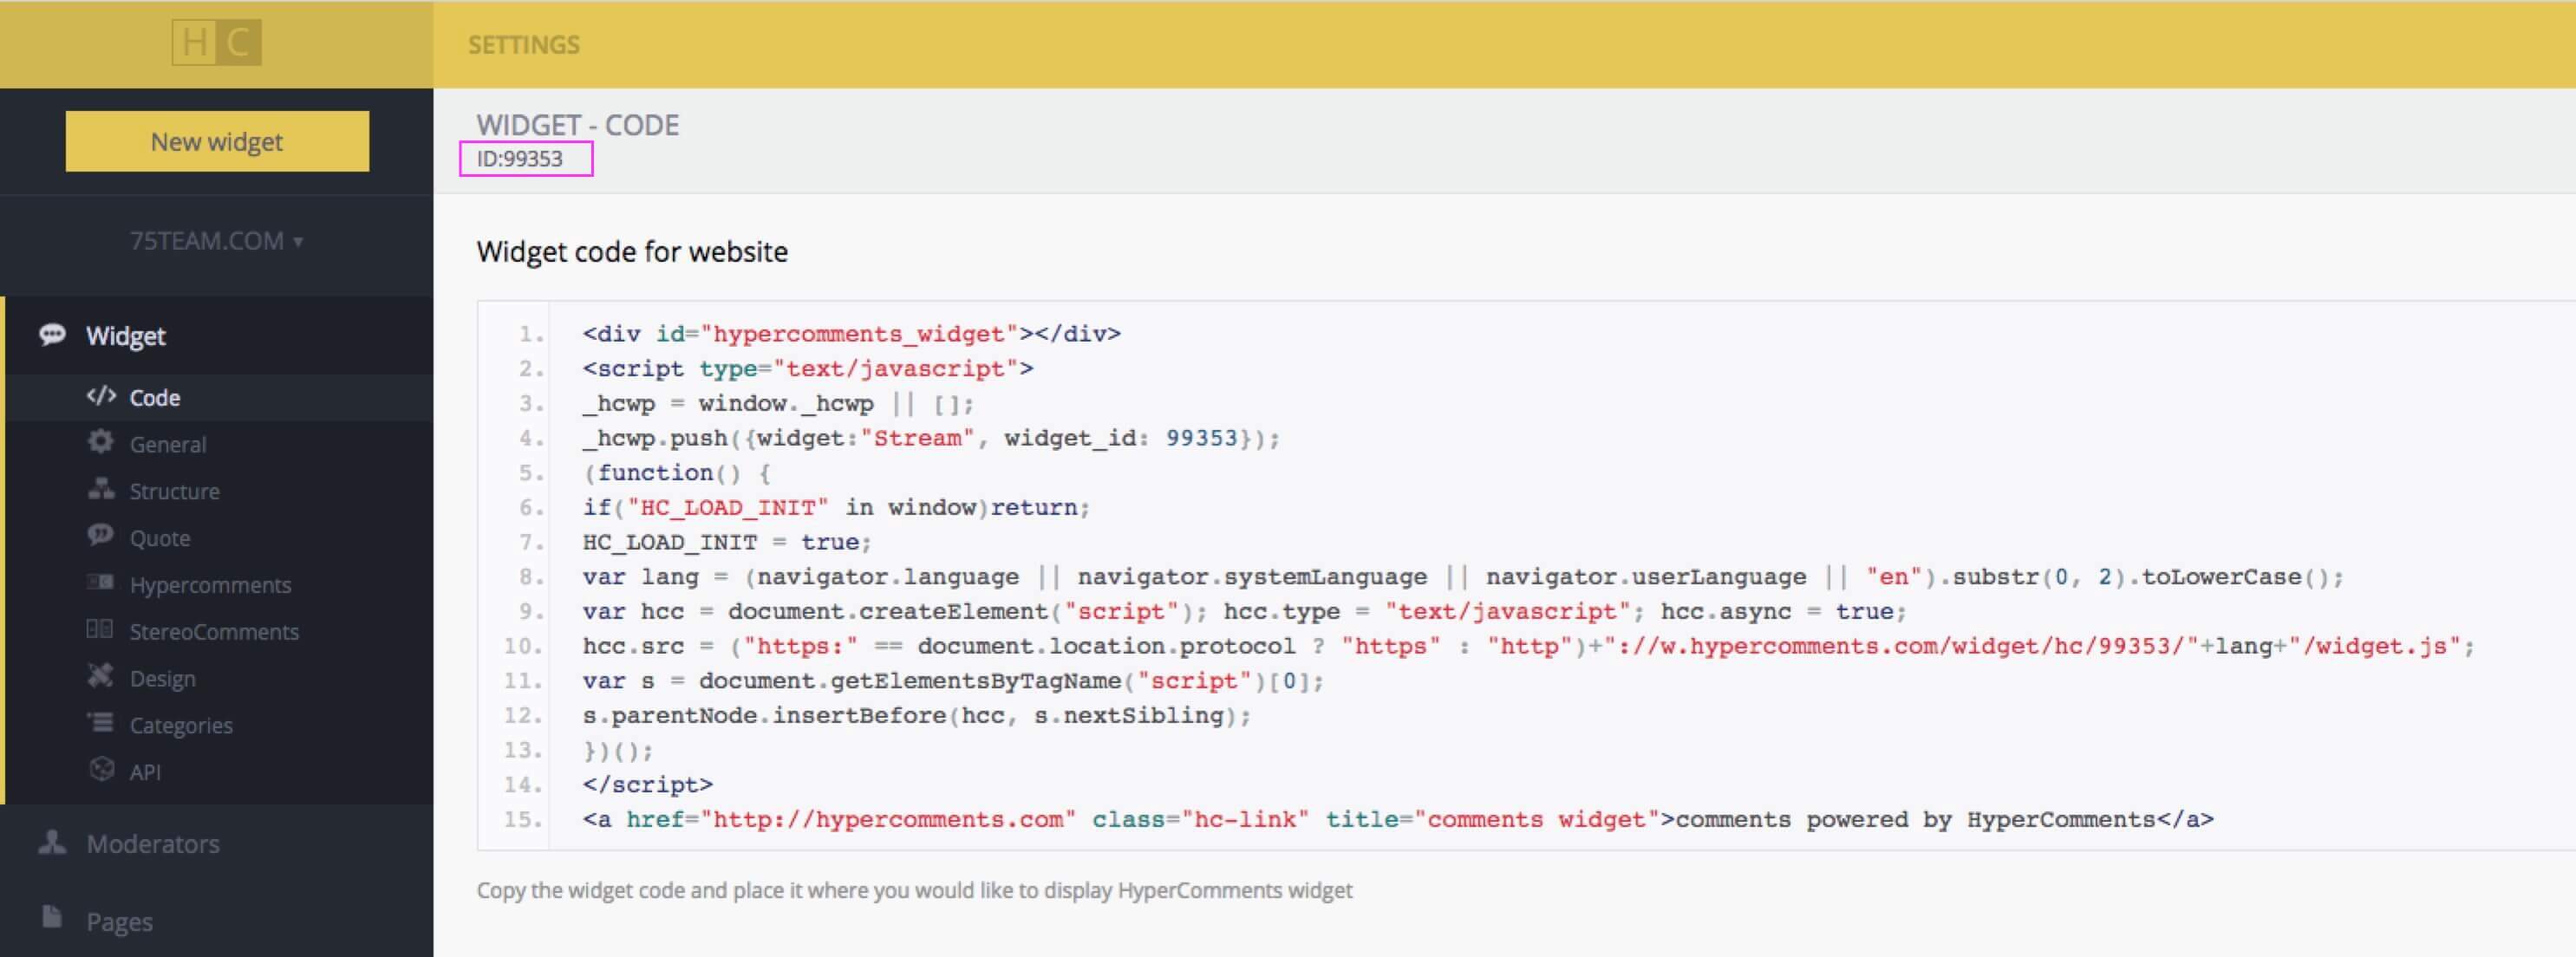 HC
SETTINGS
New widget
75TEAM.COM ▾
Widget
</> Code
General
Structure
Quote
Hypercomments
StereoComments
Design
Categories
API
Moderators
Pages
WIDGET - CODE
ID:99353
Widget code for website
1. <div id="hypercomments_widget"></div>
2. <script type="text/javascript">
3. _hcwp = window._hcwp || [];
4. _hcwp.push({widget:"Stream", widget_id: 99353});
5. (function() {
6. if("HC_LOAD_INIT" in window)return;
7. HC_LOAD_INIT = true;
8. var lang = (navigator.language || navigator.systemLanguage || navigator.userLanguage || "en").substr(0, 2).toLowerCase();
9. var hcc = document.createElement("script"); hcc.type = "text/javascript"; hcc.async = true;
10. hcc.src = ("https:" == document.location.protocol ? "https" : "http")+"://w.hypercomments.com/widget/hc/99353/"+lang+"/widget.js";
11. var s = document.getElementsByTagName("script")[0];
12. s.parentNode.insertBefore(hcc, s.nextSibling);
13. })();
14. </script>
15. <a href="http://hypercomments.com" class="hc-link" title="comments widget">comments powered by HyperComments</a>
Copy the widget code and place it where you would like to display HyperComments widget